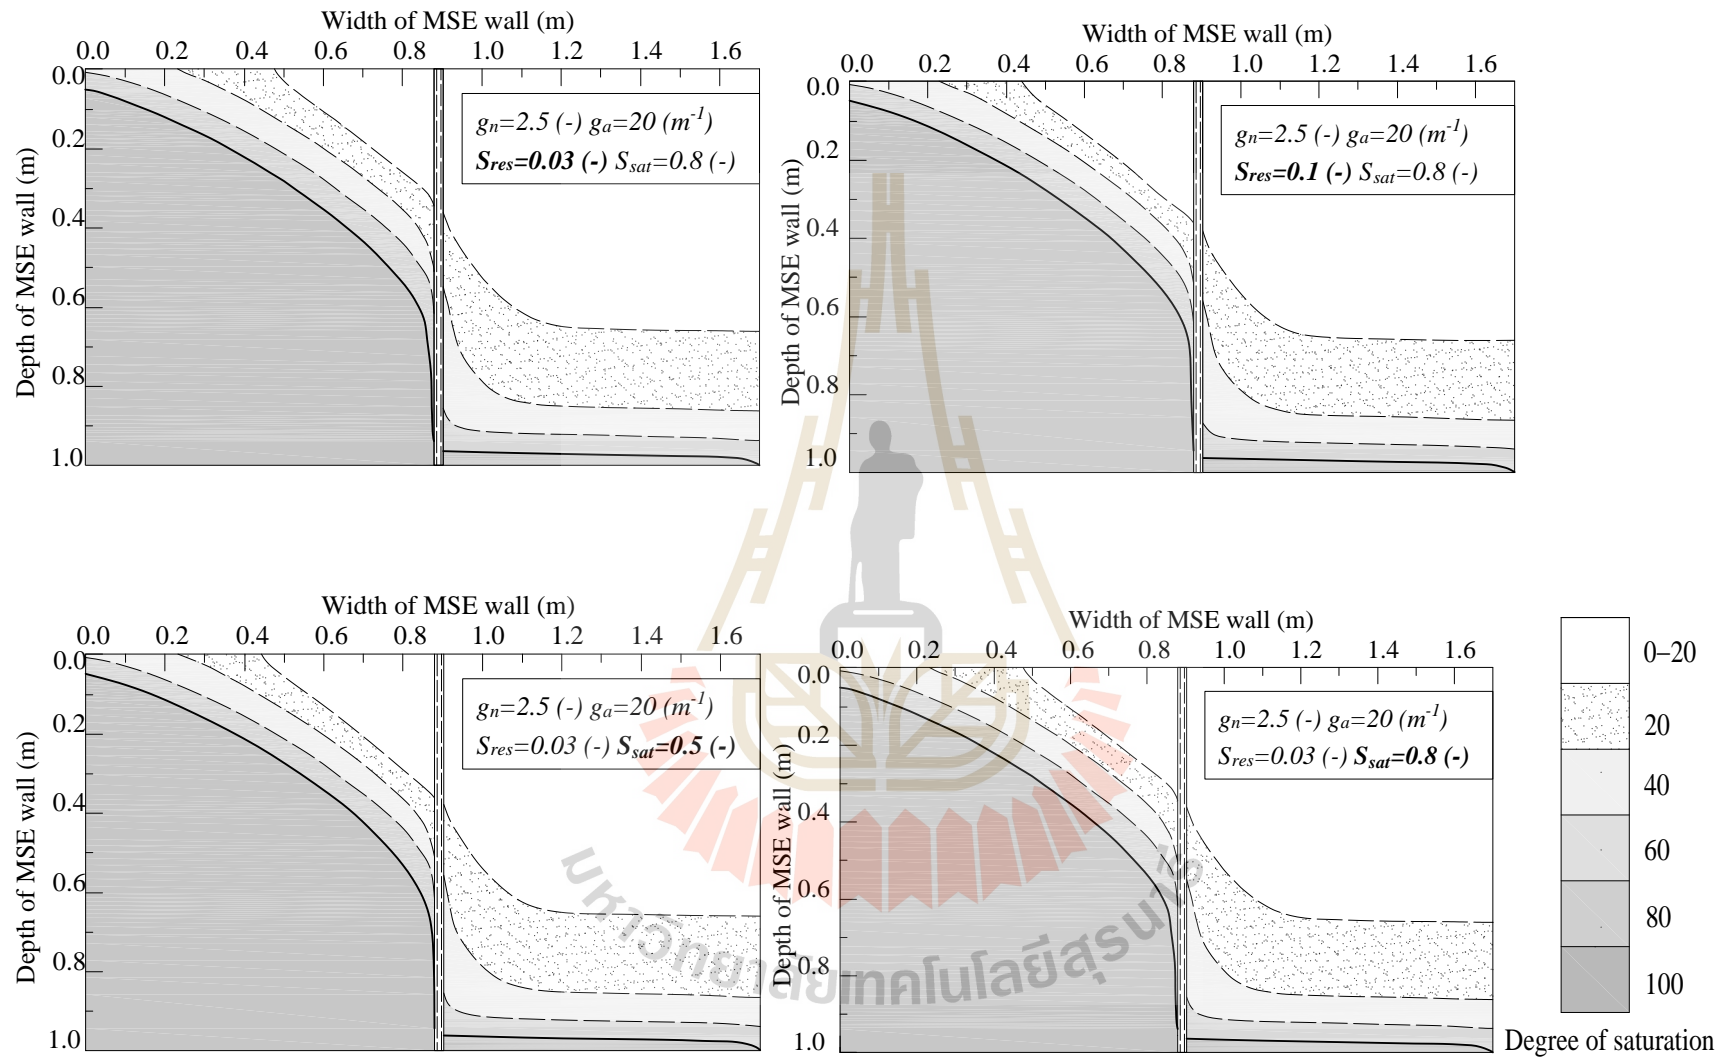 Width of MSE wall (m)
0.0 0.2 0.4 0.6 0.8 1.0 1.2 1.4 1.6
0.0
0.2
0.4
0.6
0.8
1.0
Depth of MSE wall (m)
gn=2.5 (-) ga=20 (m-1)
Sres=0.03 (-) Ssat=0.8 (-)
Width of MSE wall (m)
0.0 0.2 0.4 0.6 0.8 1.0 1.2 1.4 1.6
0.0
0.2
0.4
0.6
0.8
1.0
Depth of MSE wall (m)
gn=2.5 (-) ga=20 (m-1)
Sres=0.1 (-) Ssat=0.8 (-)
Width of MSE wall (m)
0.0 0.2 0.4 0.6 0.8 1.0 1.2 1.4 1.6
0.0
0.2
0.4
0.6
0.8
1.0
Depth of MSE wall (m)
gn=2.5 (-) ga=20 (m-1)
Sres=0.03 (-) Ssat=0.5 (-)
Width of MSE wall (m)
0.0 0.2 0.4 0.6 0.8 1.0 1.2 1.4 1.6
0.0
0.2
0.4
0.6
0.8
1.0
Depth of MSE wall (m)
gn=2.5 (-) ga=20 (m-1)
Sres=0.03 (-) Ssat=0.8 (-)
0–20
20
40
60
80
100
Degree of saturation
มหาวิทยาลัยเทคโนโลยีสุรนารี